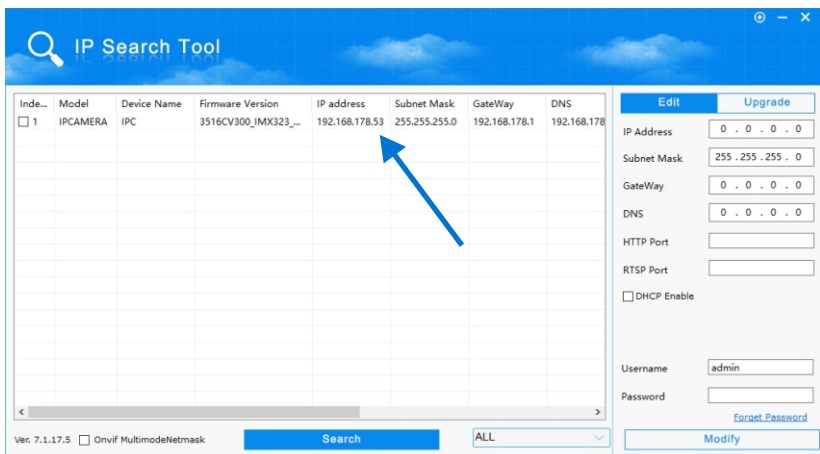 IP Search Tool
Inde... Model Device Name Firmware Version IP address Subnet Mask GateWay DNS
1 IPCAMERA IPC 3516CV300_IMX323_... 192.168.178.53 255.255.255.0 192.168.178.1 192.168.178
Edit Upgrade
IP Address 0 . 0 . 0 . 0
Subnet Mask 255 . 255 . 255 . 0
GateWay 0 . 0 . 0 . 0
DNS 0 . 0 . 0 . 0
HTTP Port
RTSP Port
DHCP Enable
Username admin
Password
Forget Password
Ver. 7.1.17.5 Onvif MultimodeNetmask Search ALL Modify